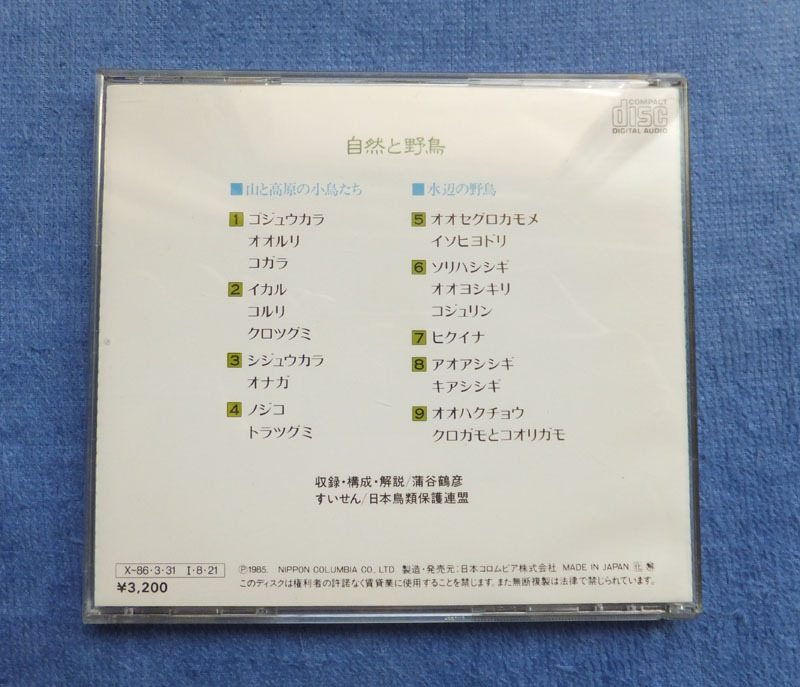 COMPACT
disc
DIGITAL AUDIO
自然と野鳥
山と高原の小鳥たち
1 ゴジュウカラ
オオルリ
コガラ
2 イカル
コルリ
クロツグミ
3 シジュウカラ
オナガ
4 ノジコ
トラツグミ
水辺の野鳥
5 オオセグロカモメ
イソヒヨドリ
6 ソリハシシギ
オオヨシキリ
コジュリン
7 ヒクイナ
8 アオアシシギ
キアシシギ
9 オオハクチョウ
クロガモとコオリガモ
収録・構成・解説/蒲谷鶴彦
すいせん/日本鳥類保護連盟
X-86・3・31 I・8・21
¥3,200
Ⓟ1985. NIPPON COLUMBIA CO., LTD. 製造・発売元:日本コロムビア株式会社 MADE IN JAPAN
このディスクは権利者の許諾なく賃貸業に使用することを禁じます。また無断複製は法律で禁じられています。